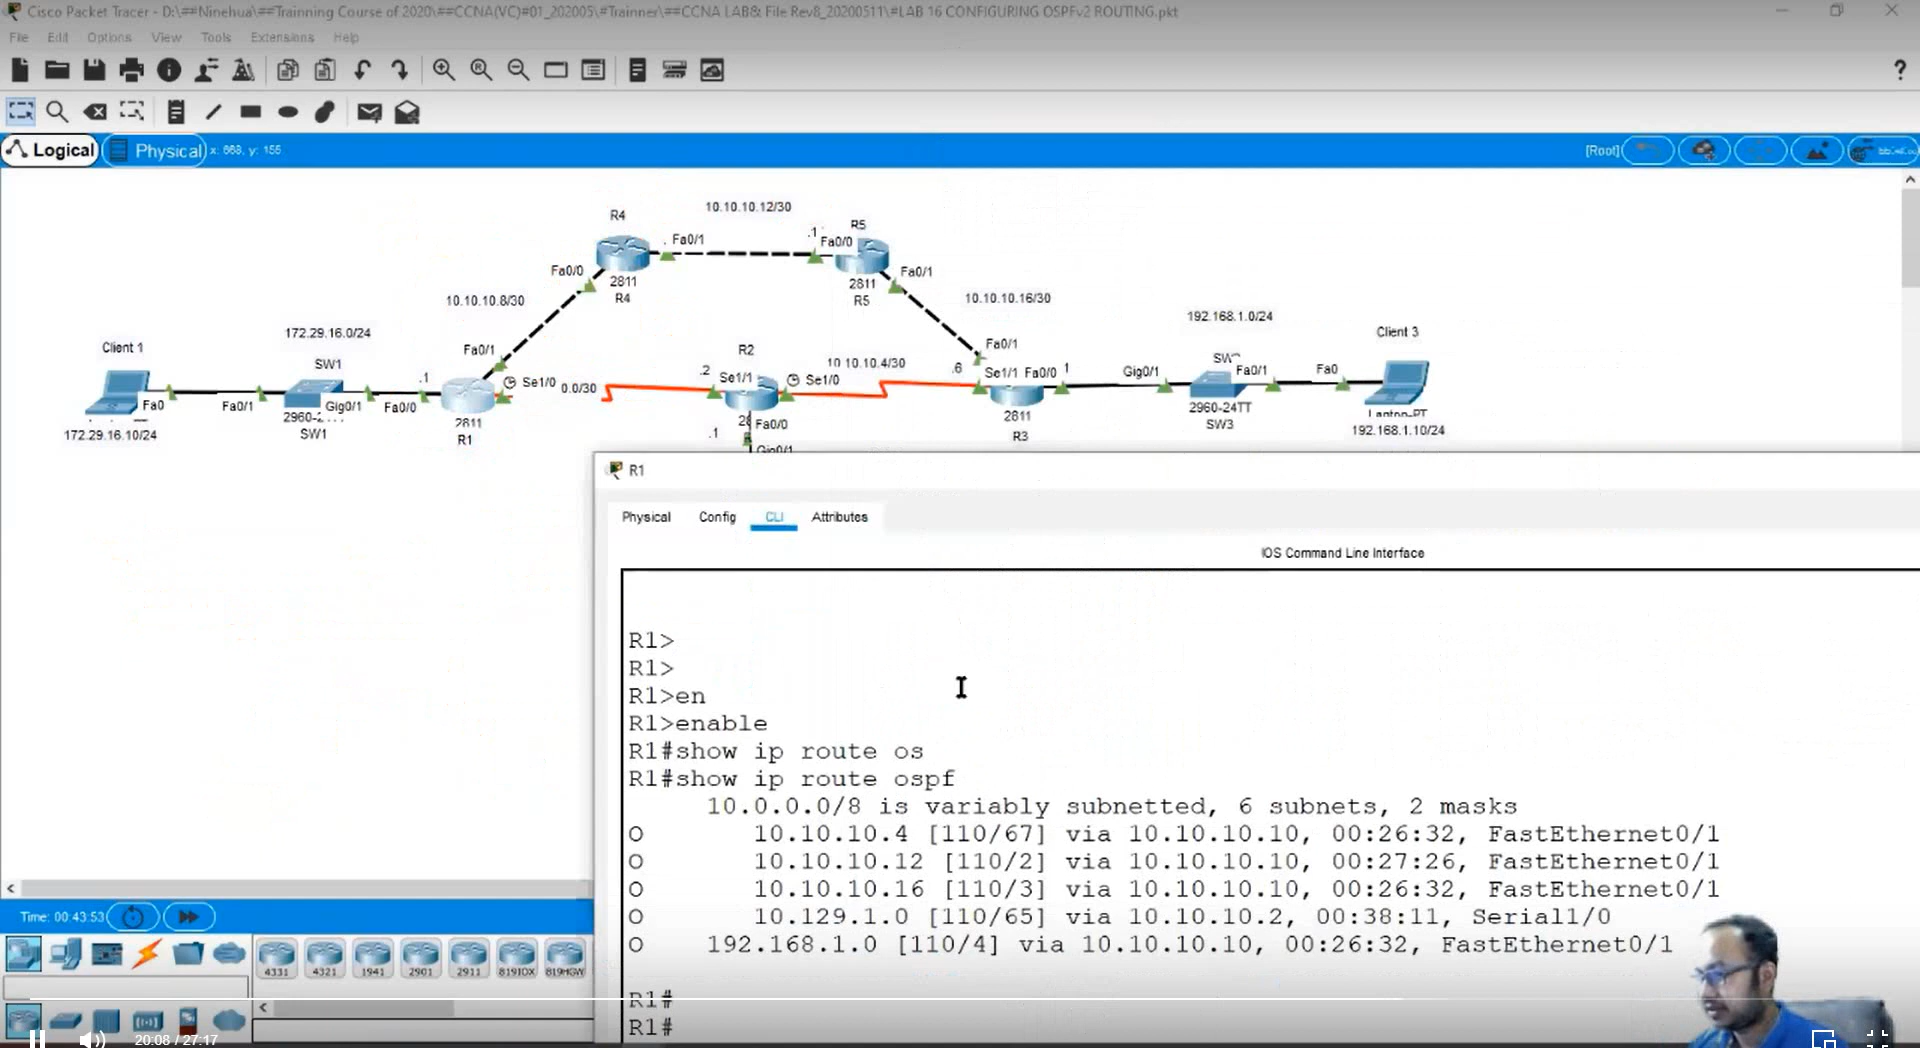 Cisco Packet Tracer - D:\##Ninehua\##Trainning Course of 2020\##CCNA(VC)#01_202005\#Trainner\##CCNA LAB& File Rev8_20200511\#LAB 16 CONFIGURING OSPFv2 ROUTING.pkt
File Edit Options View Tools Extensions Help
?
Logical Physical x: 668, y: 155 [Root]
10.10.10.12/30
R4
R5
.1
Fa0/1
Fa0/0
Fa0/0
Fa0/1
2811
2811
R4
R5
10.10.10.8/30
10.10.10.16/30
192.168.1.0/24
172.29.16.0/24
Client 3
Client 1
Fa0/1
R2
Fa0/1
SW1
10 10.10.4/30
.1
Se1/0
0.0/30
.2
Se1/1
Se1/0
.6
Se1/1
Fa0/0
1
Gig0/1
Fa0/1
Fa0
Fa0
Fa0/1
Gig0/1
Fa0/0
2960-24TT
SW3
Laptop-PT
192.168.1.10/24
172.29.16.10/24
SW1
2811
R1
Fa0/0
2811
R3
.1
Gig0/1
R1
Physical Config CLI Attributes
IOS Command Line Interface
R1>
R1>
R1>en
R1>enable
R1#show ip route os
R1#show ip route ospf
10.0.0.0/8 is variably subnetted, 6 subnets, 2 masks
O 10.10.10.4 [110/67] via 10.10.10.10, 00:26:32, FastEthernet0/1
O 10.10.10.12 [110/2] via 10.10.10.10, 00:27:26, FastEthernet0/1
O 10.10.10.16 [110/3] via 10.10.10.10, 00:26:32, FastEthernet0/1
O 10.129.1.0 [110/65] via 10.10.10.2, 00:38:11, Serial1/0
O 192.168.1.0 [110/4] via 10.10.10.10, 00:26:32, FastEthernet0/1
R1#
R1#
Time: 00:43:53
4331 4321 1941 2901 2911 819IOX 819HGW
20:08 / 27:17